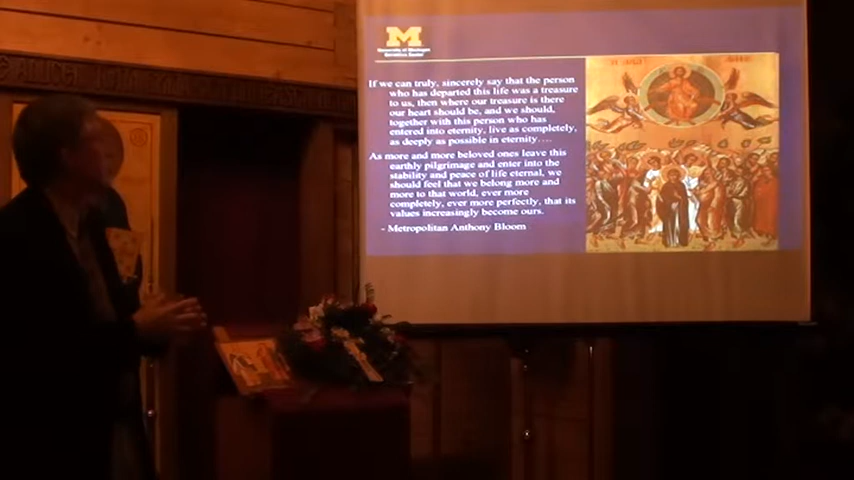 M
University of Michigan
If we can truly, sincerely say that the person
who has departed this life was a treasure
to us, then where our treasure is there
our heart should be, and we should,
together with this person who has
entered into eternity, live as completely,
as deeply as possible in eternity….
As more and more beloved ones leave this
earthly pilgrimage and enter into the
stability and peace of life eternal, we
should feel that we belong more and
more to that world, ever more
completely, ever more perfectly, that its
values increasingly become ours.
- Metropolitan Anthony Bloom